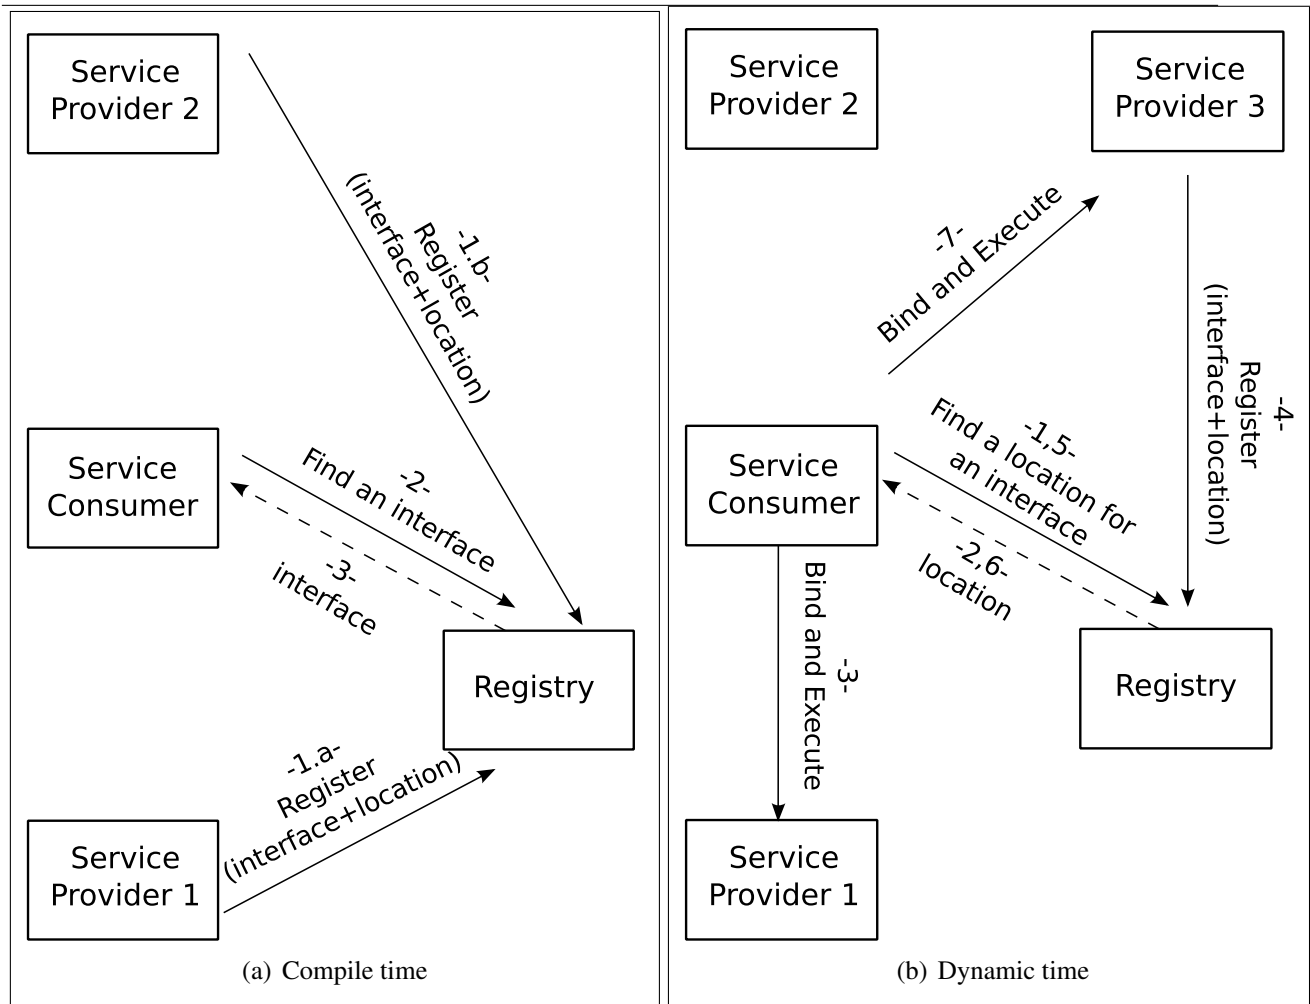 Service
Provider 2
-1.b-
Register
(interface+location)
Service
Consumer
-2-
Find an interface
-3-
interface
Registry
-1.a-
Register
(interface+location)
Service
Provider 1
(a) Compile time
Service
Provider 2
Service
Provider 3
-7-
Bind and Execute
-4-
Register
(interface+location)
Service
Consumer
-1,5-
Find a location for
an interface
-2,6-
location
-3-
Bind and Execute
Registry
Service
Provider 1
(b) Dynamic time